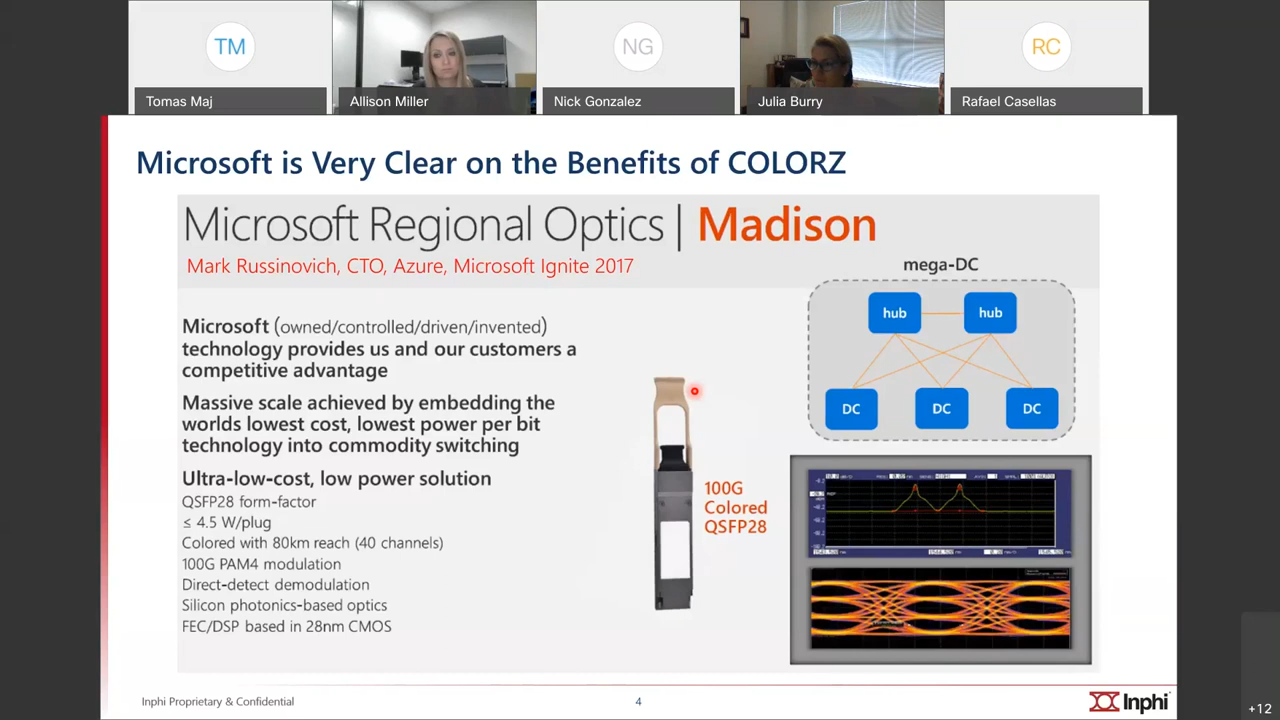 TM
NG
RC
Tomas Maj
Allison Miller
Nick Gonzalez
Julia Burry
Rafael Casellas
Microsoft is Very Clear on the Benefits of COLORZ
Microsoft Regional Optics | Madison
Mark Russinovich, CTO, Azure, Microsoft Ignite 2017
mega-DC
hub
hub
DC
DC
DC
Microsoft (owned/controlled/driven/invented)
technology provides us and our customers a
competitive advantage
Massive scale achieved by embedding the
worlds lowest cost, lowest power per bit
technology into commodity switching
Ultra-low-cost, low power solution
QSFP28 form-factor
≤ 4.5 W/plug
Colored with 80km reach (40 channels)
100G PAM4 modulation
Direct-detect demodulation
Silicon photonics-based optics
FEC/DSP based in 28nm CMOS
100G
Colored
QSFP28
Inphi Proprietary & Confidential
4
Inphi
+12